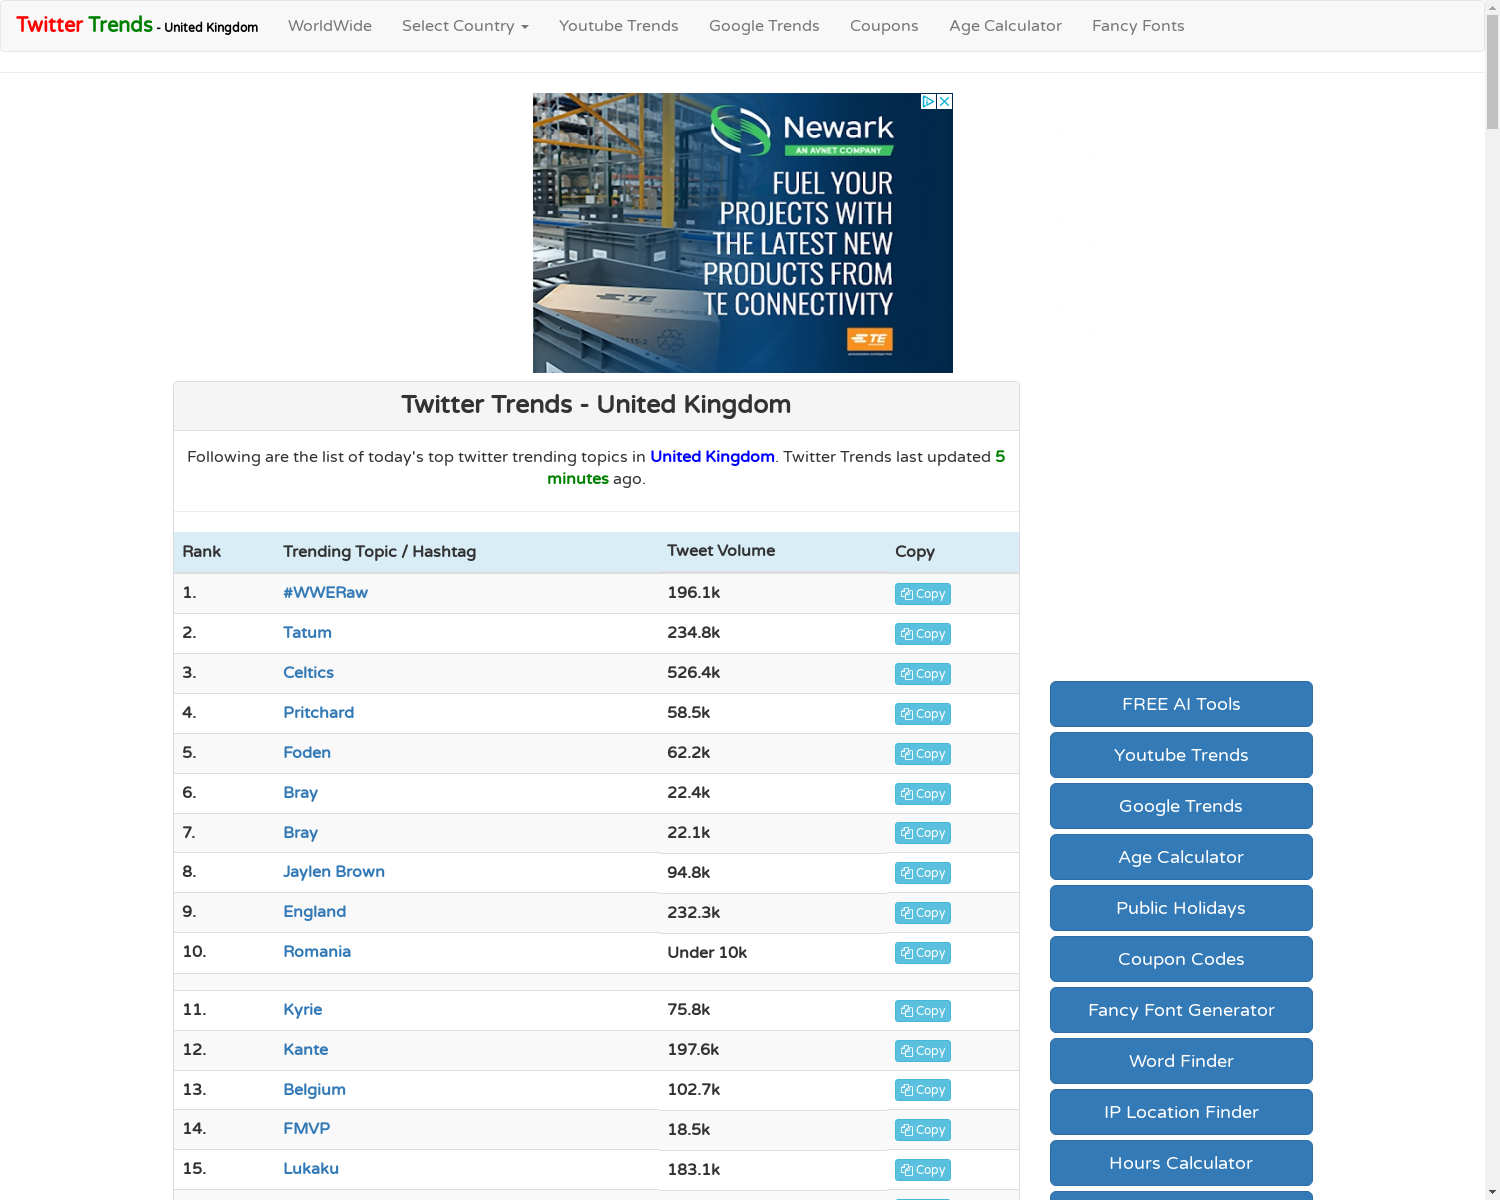 Twitter Trends - United Kingdom WorldWide Select Country Youtube Trends Google Trends Coupons Age Calculator Fancy Fonts
Newark
AN AVNET COMPANY
FUEL YOUR
PROJECTS WITH
THE LATEST NEW
PRODUCTS FROM
TE CONNECTIVITY
TE
TE
Twitter Trends - United Kingdom
Following are the list of today's top twitter trending topics in United Kingdom. Twitter Trends last updated 5
minutes ago.
Rank Trending Topic / Hashtag Tweet Volume Copy
1. #WWERaw 196.1k Copy
2. Tatum 234.8k Copy
3. Celtics 526.4k Copy
4. Pritchard 58.5k Copy
5. Foden 62.2k Copy
6. Bray 22.4k Copy
7. Bray 22.1k Copy
8. Jaylen Brown 94.8k Copy
9. England 232.3k Copy
10. Romania Under 10k Copy
11. Kyrie 75.8k Copy
12. Kante 197.6k Copy
13. Belgium 102.7k Copy
14. FMVP 18.5k Copy
15. Lukaku 183.1k Copy
FREE AI Tools
Youtube Trends
Google Trends
Age Calculator
Public Holidays
Coupon Codes
Fancy Font Generator
Word Finder
IP Location Finder
Hours Calculator